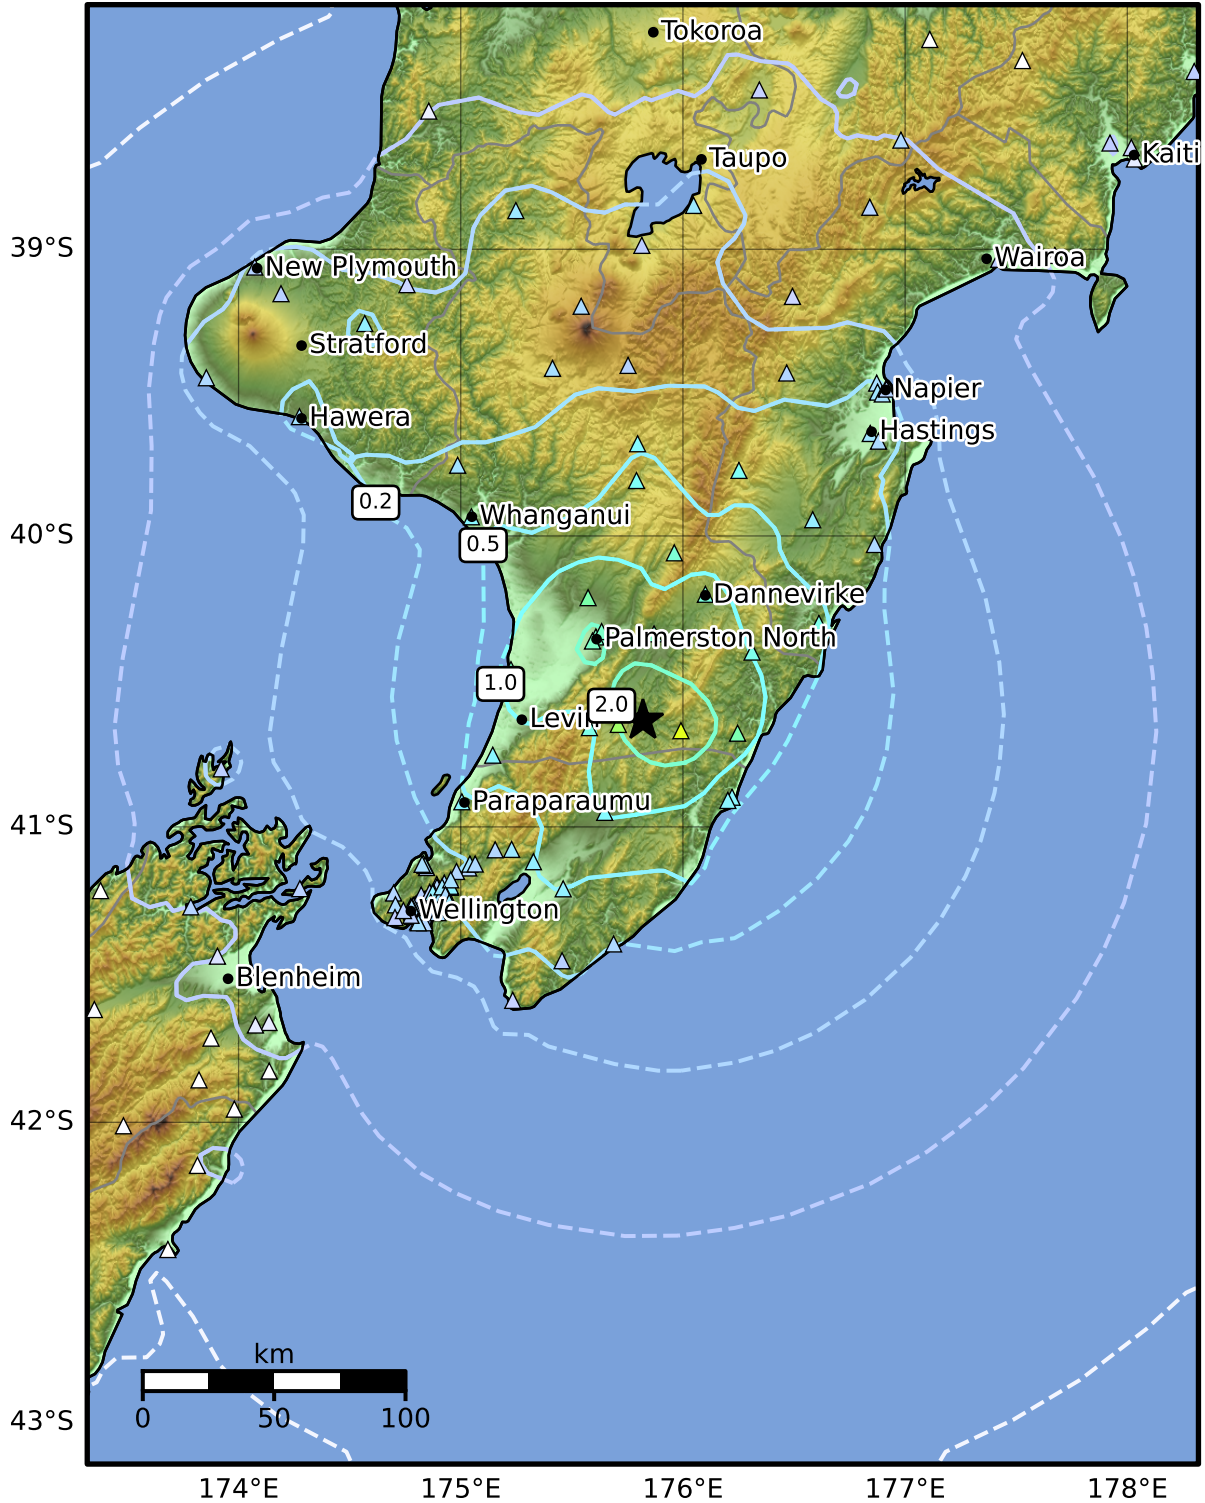 Tokoroa
Kaiti
Taupo
39°S
Wairoa
New Plymouth
Stratford
Napier
Hawera
Hastings
0.2
Whanganui
40°S
0.5
Dannevirke
Palmerston North
1.0
2.0
Levin
Paraparaumu
41°S
Wellington
Blenheim
42°S
km
0 50 100
43°S
174°E 175°E 176°E 177°E 178°E